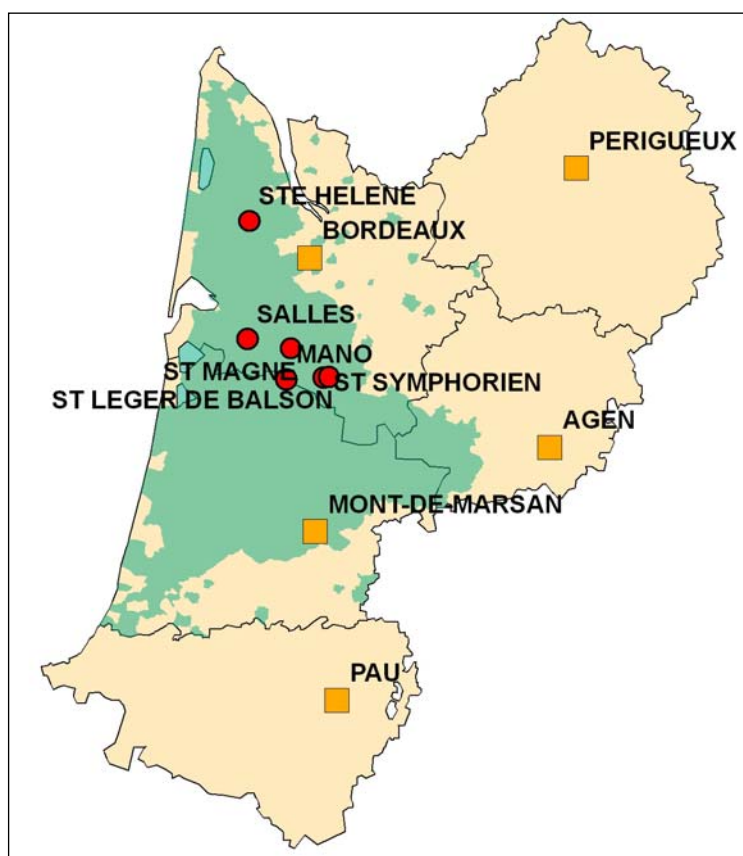 PERIGUEUX
STE HELENE
BORDEAUX
SALLES
MANO
ST MAGNE
ST SYMPHORIEN
ST LEGER DE BALSON
AGEN
MONT-DE-MARSAN
PAU